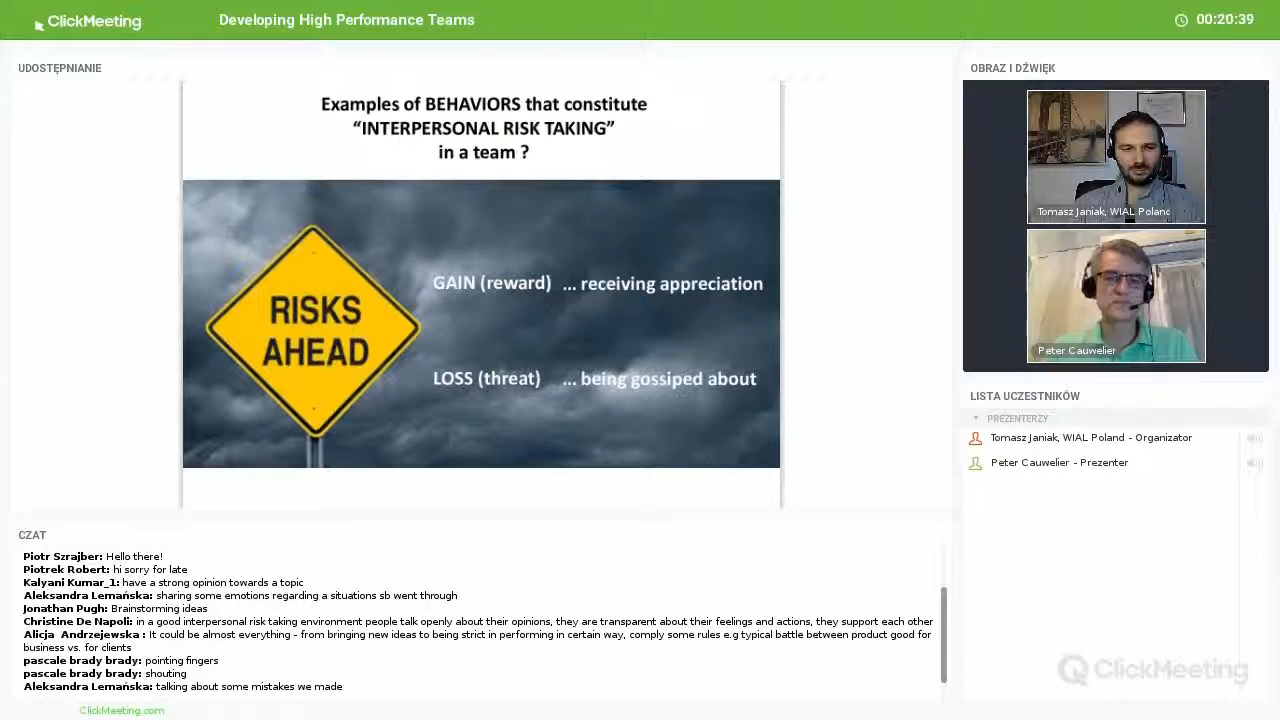 ClickMeeting
Developing High Performance Teams
00:20:39
UDOSTĘPNIANIE
Examples of BEHAVIORS that constitute
“INTERPERSONAL RISK TAKING”
in a team ?
RISKS
AHEAD
GAIN (reward) ... receiving appreciation
LOSS (threat) ... being gossiped about
OBRAZ I DŹWIĘK
Tomasz Janiak, WIAL Poland
Peter Cauwelier
LISTA UCZESTNIKÓW
PREZENTERZY
Tomasz Janiak, WIAL Poland - Organizator
Peter Cauwelier - Prezenter
CZAT
Piotr Szrajber: Hello there!
Piotrek Robert: hi sorry for late
Kalyani Kumar_1: have a strong opinion towards a topic
Aleksandra Lemańska: sharing some emotions regarding a situations sb went through
Jonathan Pugh: Brainstorming ideas
Christine De Napoli: in a good interpersonal risk taking environment people talk openly about their opinions, they are transparent about their feelings and actions, they support each other
Alicja Andrzejewska : It could be almost everything - from bringing new ideas to being strict in performing in certain way, comply some rules e.g typical battle between product good for
business vs. for clients
pascale brady brady: pointing fingers
pascale brady brady: shouting
Aleksandra Lemańska: talking about some mistakes we made
ClickMeeting
ClickMeeting.com